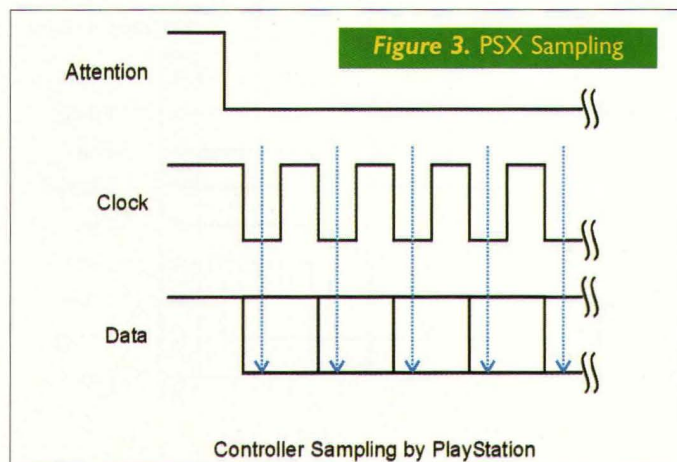 Figure 3. PSX Sampling
Attention
Clock
Data
Controller Sampling by PlayStation